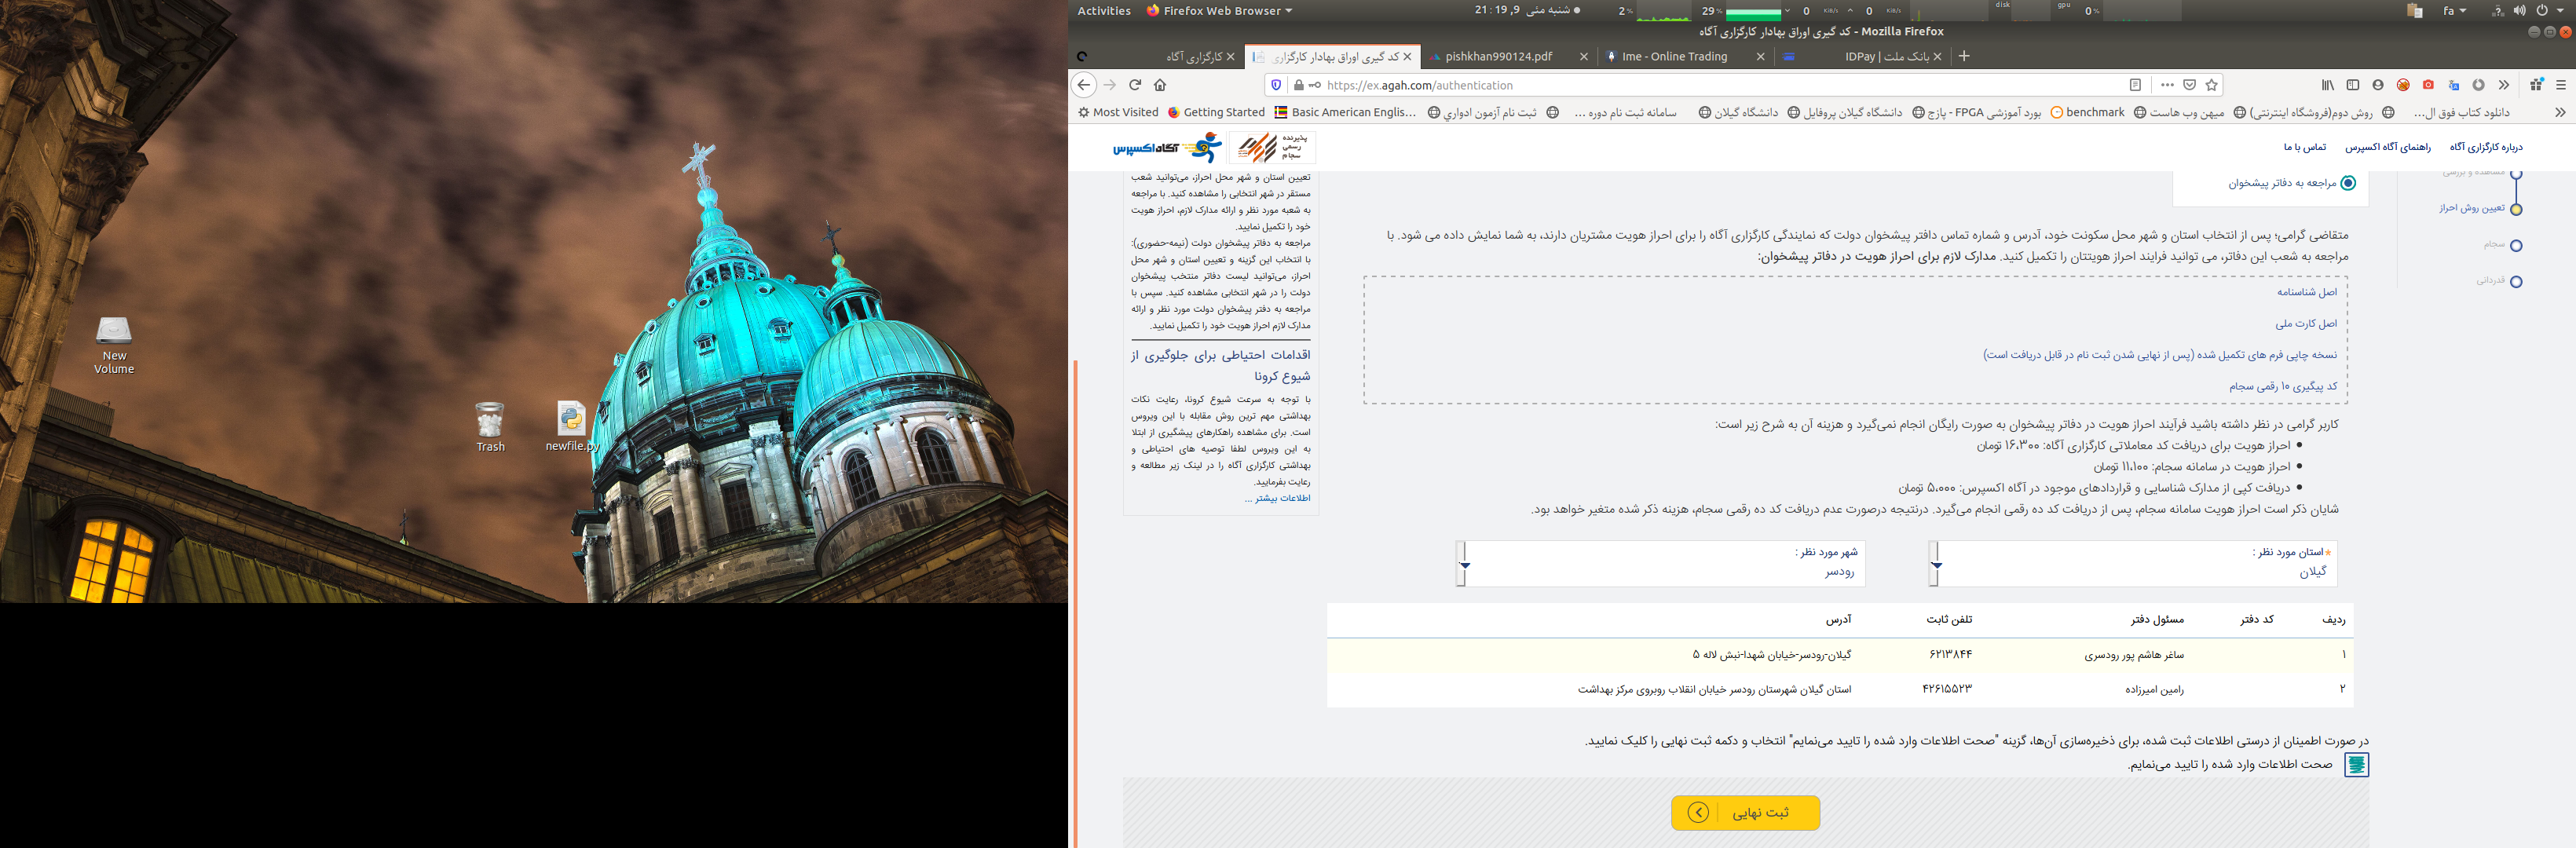 Activities
Firefox Web Browser
شنبه مئی 9, 21:19
2 %
29 %
0 KiB/s
0 KiB/s
disk
gpu
0 %
fa
کد گیری اوراق بهادار کارگزاری آگاه - Mozilla Firefox
کارگزاری آگاه
کد گیری اوراق بهادار کارگزاری
pishkhan990124.pdf
Ime - Online Trading
IDPay | بانک ملت
https://ex.agah.com/authentication
Most Visited
Getting Started
Basic American Englis…
ثبت نام آزمون ادواري
سامانه ثبت نام دوره …
دانشگاه گیلان
دانشگاه گیلان پروفایل
بورد آموزشی FPGA - پازج
benchmark
میهن وب هاست
روش دوم(فروشگاه اینترنتی)
دانلود کتاب فوق ال…
درباره کارگزاری آگاه
راهنمای آگاه اکسپرس
تماس با ما
پذیرنده رسمی سجام
آگاه اکسپرس
مشاهده و بررسی
تعیین روش احراز
سجام
قدردانی
مراجعه به دفاتر پیشخوان
متقاضی گرامی؛ پس از انتخاب استان و شهر محل سکونت خود، آدرس و شماره تماس دافتر پیشخوان دولت که نمایندگی کارگزاری آگاه را برای احراز هویت مشتریان دارند، به شما نمایش داده می شود. با
مراجعه به شعب این دفاتر، می توانید فرایند احراز هویتتان را تکمیل کنید. مدارک لازم برای احراز هویت در دفاتر پیشخوان:
اصل شناسنامه
اصل کارت ملی
نسخه چاپی فرم های تکمیل شده (پس از نهایی شدن ثبت نام در قابل دریافت است)
کد پیگیری ۱۰ رقمی سجام
کاربر گرامی در نظر داشته باشید فرآیند احراز هویت در دفاتر پیشخوان به صورت رایگان انجام نمی‌گیرد و هزینه آن به شرح زیر است:
احراز هویت برای دریافت کد معاملاتی کارگزاری آگاه: ۱۶،۳۰۰ تومان
احراز هویت در سامانه سجام: ۱۱،۱۰۰ تومان
دریافت کپی از مدارک شناسایی و قراردادهای موجود در آگاه اکسپرس: ۵،۰۰۰ تومان
شایان ذکر است احراز هویت سامانه سجام، پس از دریافت کد ده رقمی انجام می‌گیرد. درنتیجه درصورت عدم دریافت کد ده رقمی سجام، هزینه ذکر شده متغیر خواهد بود.
استان مورد نظر :
گیلان
شهر مورد نظر :
رودسر
ردیف کد دفتر مسئول دفتر تلفن ثابت آدرس
۱ ساغر هاشم پور رودسری ۶۲۱۳۸۴۴ گیلان-رودسر-خیابان شهدا-نبش لاله ۵
۲ رامین امیرزاده ۴۲۶۱۵۵۲۳ استان گیلان شهرستان رودسر خیابان انقلاب روبروی مرکز بهداشت
در صورت اطمینان از درستی اطلاعات ثبت شده، برای ذخیره‌سازی آن‌ها، گزینه "صحت اطلاعات وارد شده را تایید می‌نمایم" انتخاب و دکمه ثبت نهایی را کلیک نمایید.
صحت اطلاعات وارد شده را تایید می‌نمایم.
ثبت نهایی
تعیین استان و شهر محل احراز، می‌توانید شعب
مستقر در شهر انتخابی را مشاهده کنید. با مراجعه
به شعبه مورد نظر و ارائه مدارک لازم، احراز هویت
خود را تکمیل نمایید.
مراجعه به دفاتر پیشخوان دولت (نیمه-حضوری):
با انتخاب این گزینه و تعیین استان و شهر محل
احراز، می‌توانید لیست دفاتر منتخب پیشخوان
دولت را در شهر انتخابی مشاهده کنید. سپس با
مراجعه به دفتر پیشخوان دولت مورد نظر و ارائه
مدارک لازم احراز هویت خود را تکمیل نمایید.
اقدامات احتیاطی برای جلوگیری از
شیوع کرونا
با توجه به سرعت شیوع کرونا، رعایت نکات
بهداشتی مهم ترین روش مقابله با این ویروس
است. برای مشاهده راهکارهای پیشگیری از ابتلا
به این ویروس لطفا توصیه های احتیاطی و
بهداشتی کارگزاری آگاه را در لینک زیر مطالعه و
رعایت بفرمایید.
اطلاعات بیشتر ...
New Volume
Trash
newfile.py